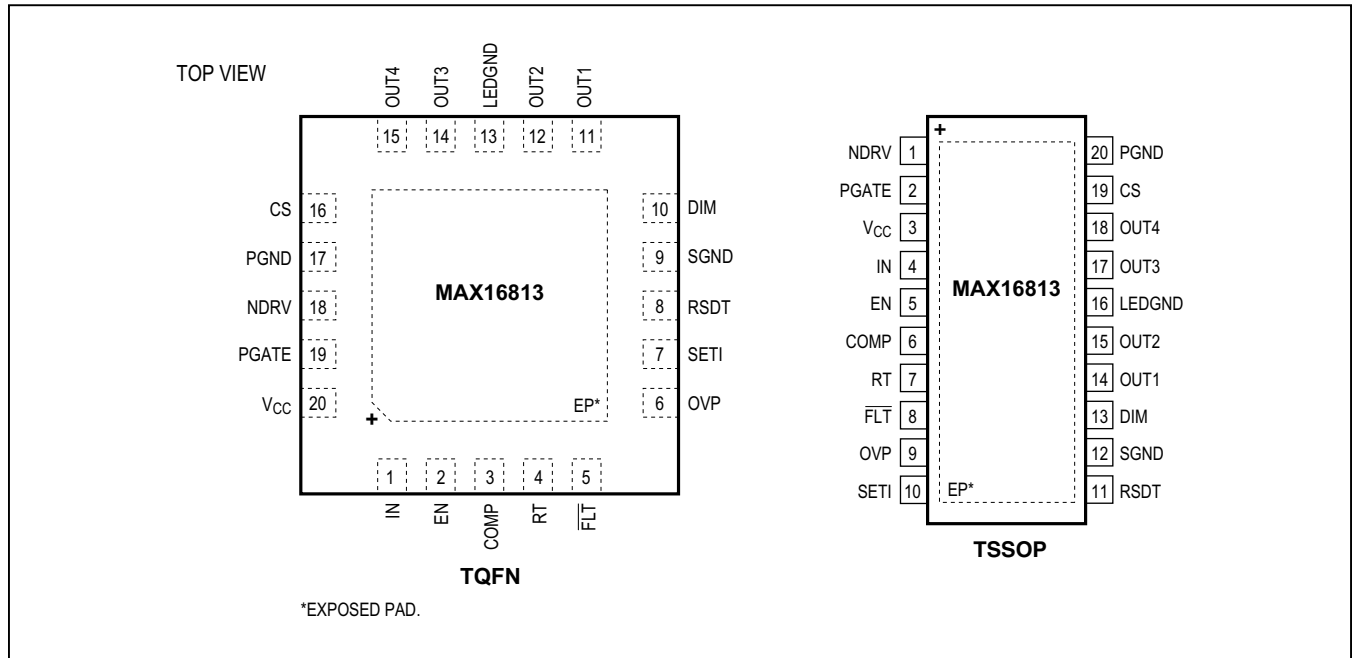 TOP VIEW
OUT4
OUT3
LEDGND
OUT2
OUT1
15
14
13
12
11
CS 16
PGND 17
NDRV 18
PGATE 19
VCC 20
MAX16813
EP*
+
10 DIM
9 SGND
8 RSDT
7 SETI
6 OVP
1
2
3
4
5
IN
EN
COMP
RT
FLT
TQFN
*EXPOSED PAD.
+
NDRV 1
PGATE 2
VCC 3
IN 4
EN 5
COMP 6
RT 7
FLT 8
OVP 9
SETI 10
MAX16813
EP*
20 PGND
19 CS
18 OUT4
17 OUT3
16 LEDGND
15 OUT2
14 OUT1
13 DIM
12 SGND
11 RSDT
TSSOP